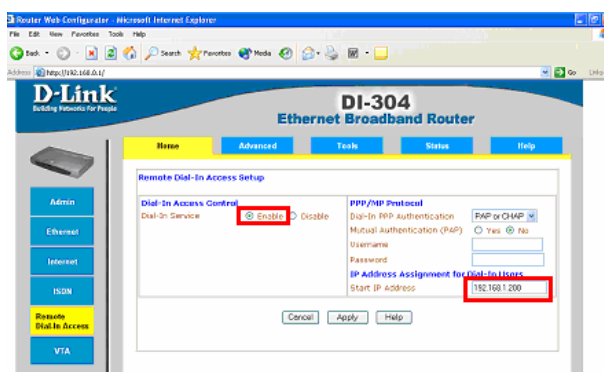 Router Web Configurator - Microsoft Internet Explorer
File Edit View Favorites Tools Help
Back Search Favorites Media
Address http://192.168.0.1/ Go Links
D-Link
Building Networks for People
DI-304
Ethernet Broadband Router
Home Advanced Tools Status Help
Admin
Ethernet
Internet
ISDN
Remote
Dial-In Access
VTA
Remote Dial-In Access Setup
Dial-In Access Control
Dial-In Service Enable Disable
PPP/MP Protocol
Dial-In PPP Authentication PAP or CHAP
Mutual Authentication (PAP) Yes No
Username
Password
IP Address Assignment for Dial-In Users
Start IP Address 192.168.1.200
Cancel Apply Help